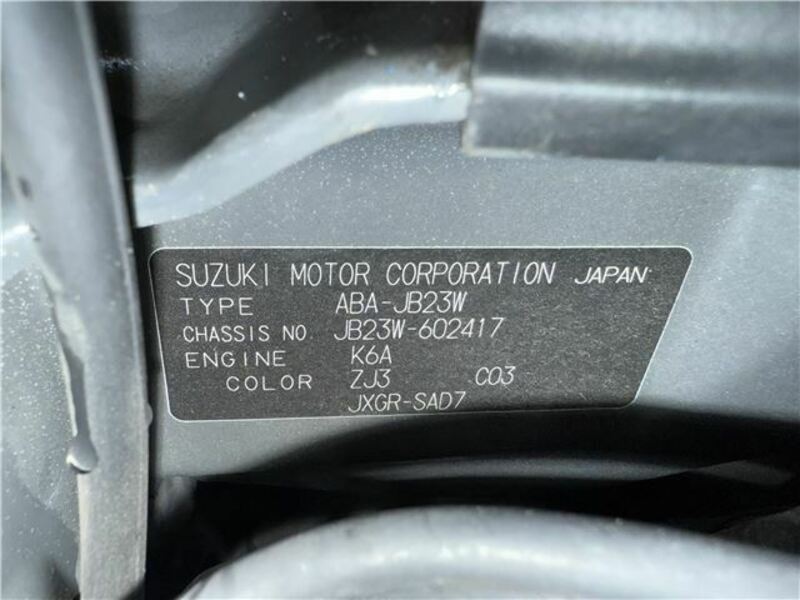 SUZUKI MOTOR CORPORATION JAPAN
TYPE ABA-JB23W
CHASSIS NO. JB23W-602417
ENGINE K6A
COLOR ZJ3 C03
JXGR-SAD7